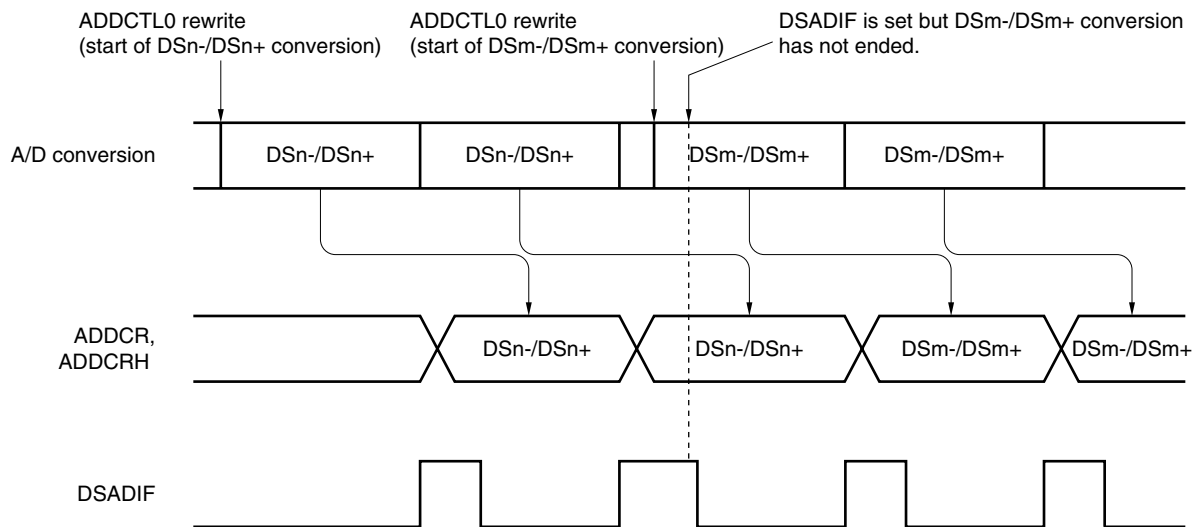 ADDCTL0 rewrite
(start of DSn-/DSn+ conversion)
ADDCTL0 rewrite
(start of DSm-/DSm+ conversion)
DSADIF is set but DSm-/DSm+ conversion
has not ended.
A/D conversion
DSn-/DSn+
DSn-/DSn+
DSm-/DSm+
DSm-/DSm+
ADDCR,
ADDCRH
DSn-/DSn+
DSn-/DSn+
DSm-/DSm+
DSm-/DSm+
DSADIF